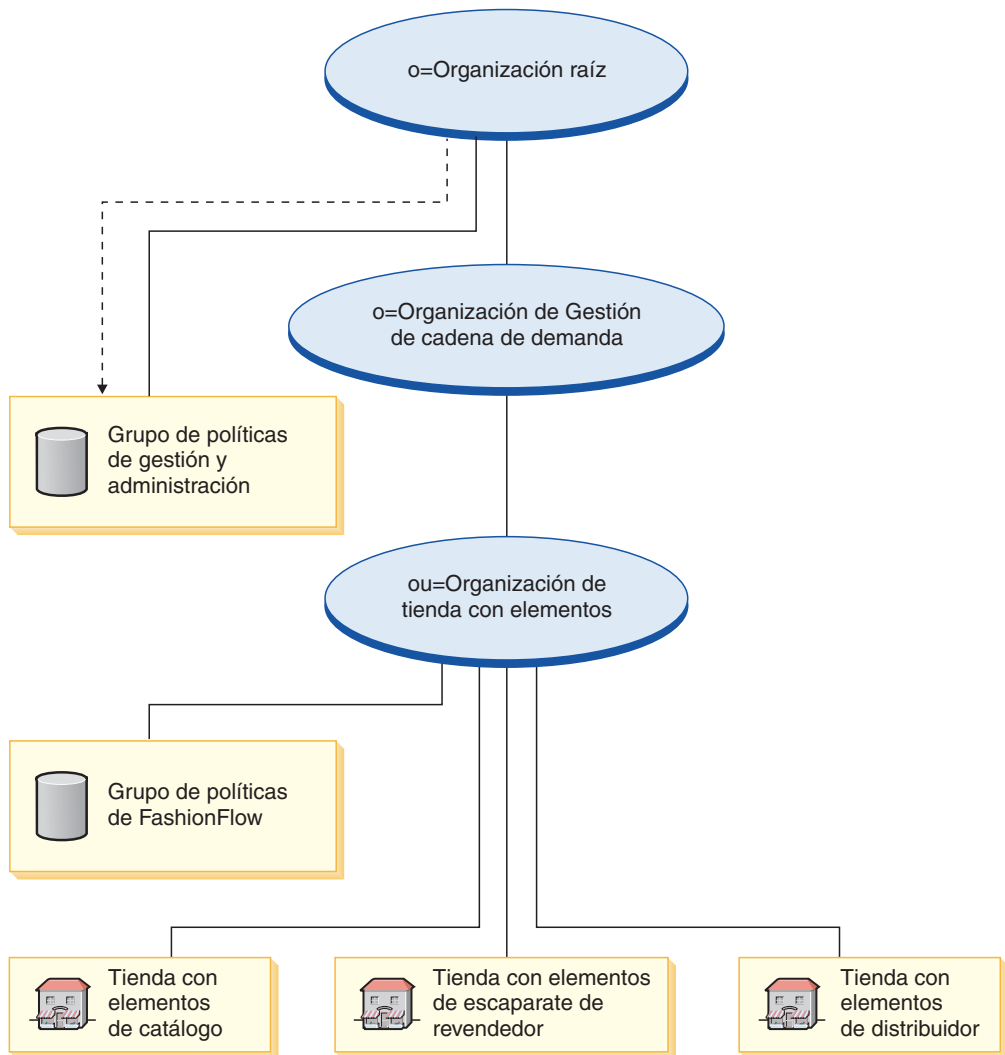 o=Organización raíz
o=Organización de Gestión
de cadena de demanda
Grupo de políticas
de gestión y
administración
ou=Organización de
tienda con elementos
Grupo de políticas
de FashionFlow
Tienda con
elementos
de catálogo
Tienda con elementos
de escaparate de
revendedor
Tienda con
elementos
de distribuidor